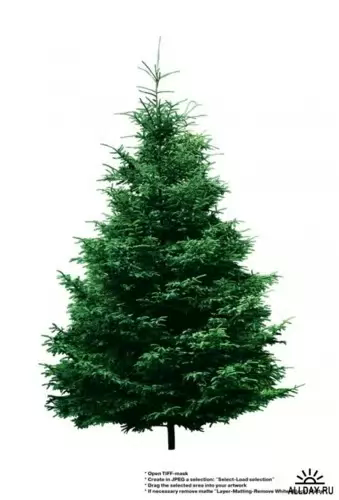 * Open TIFF-mask
* Create in JPEG a selection: "Select-Load selection"
* Drag the selected area into your artwork
* If necessary remove matte "Layer-Matting-Remove White
ALLDAY.RU